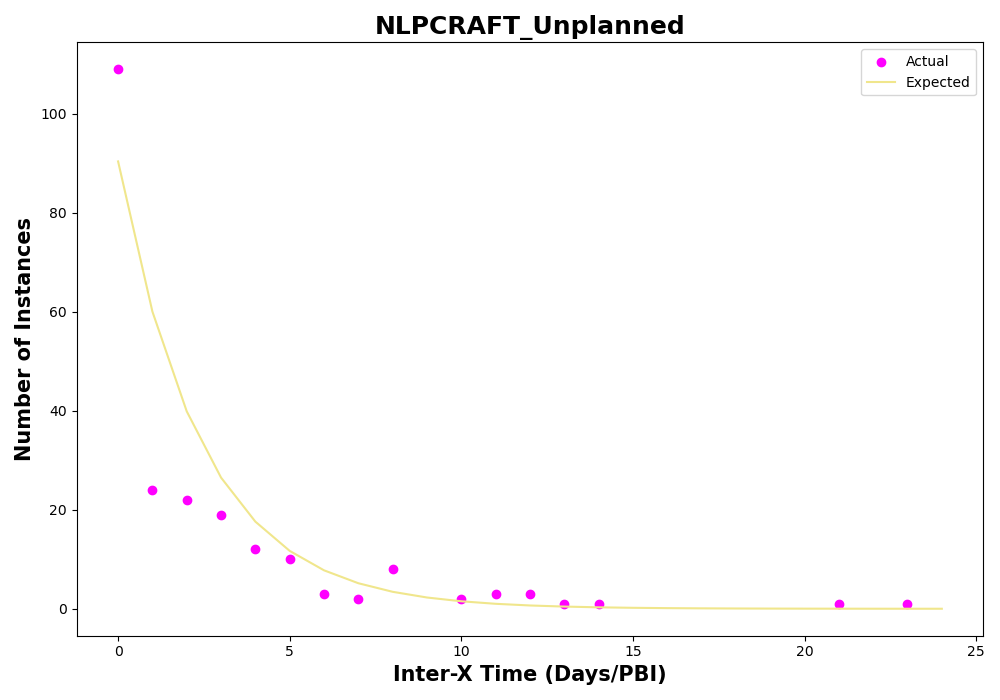 NLPCRAFT_Unplanned
Actual
Expected
Number of Instances
100
80
60
40
20
0
0 5 10 15 20 25
Inter-X Time (Days/PBI)